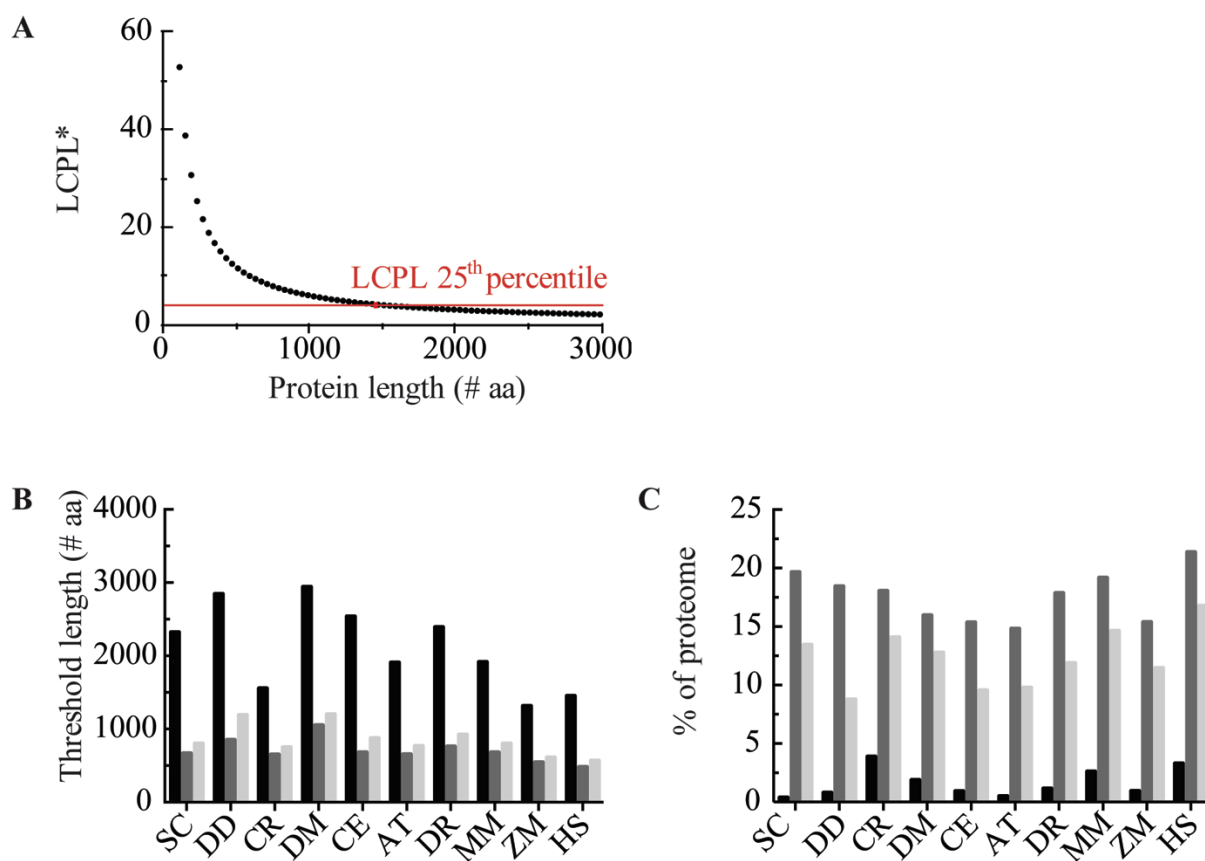 A
60
40
20
0
LCPL*
LCPL 25th percentile
0 1000 2000 3000
Protein length (# aa)
B
Threshold length (# aa)
4000
3000
2000
1000
0
SC DD CR DM CE AT DR MM ZM HS
C
% of proteome
25
20
15
10
5
0
SC DD CR DM CE AT DR MM ZM HS